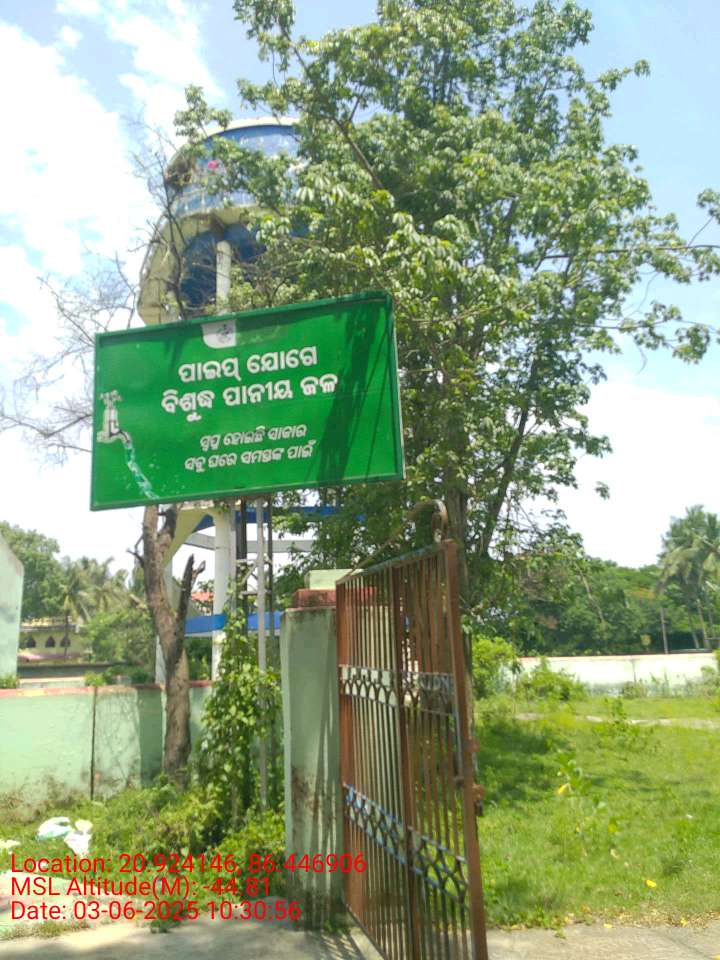 ପାଇପ୍ ଯୋଗେ
ବିଶୁଦ୍ଧ ପାନୀୟ ଜଳ
ସ୍ୱପ୍ନ ହୋଇଛି ସାକାର
ସବୁ ଘରେ ସମସ୍ତଙ୍କ ପାଇଁ
Location: 20.924146, 86.446906
MSL Altitude(M): -44.81
Date: 03-06-2025 10:30:56